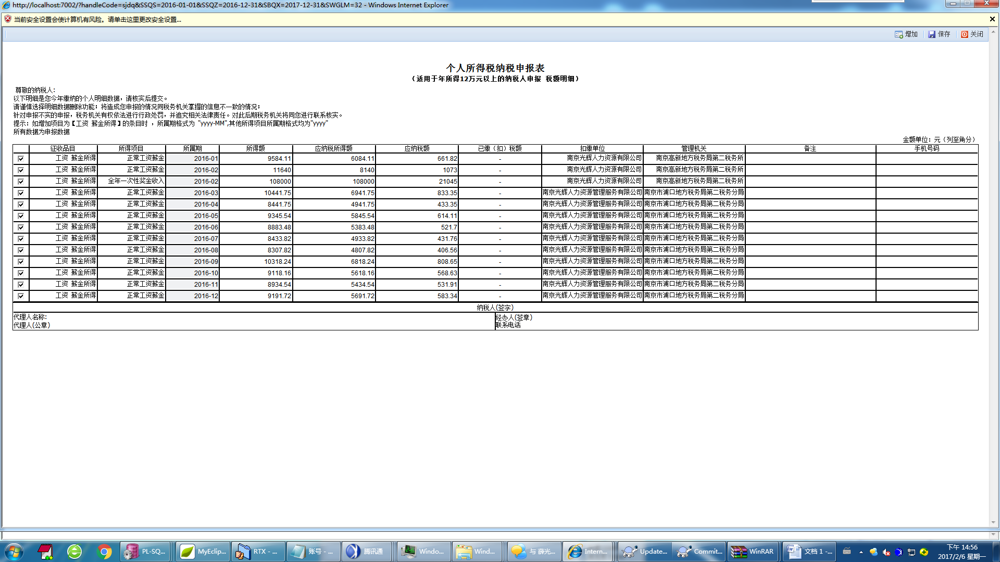 http://localhost:7002/?handleCode=sjdq&SSQS=2016-01-01&SSQZ=2016-12-31&SBQX=2017-12-31&SWGLM=32 - Windows Internet Explorer
当前安全设置会使计算机有风险。请单击这里更改安全设置...
增加 保存 关闭
个人所得税纳税申报表
（适用于年所得12万元以上的纳税人申报 税额明细）
尊敬的纳税人:
以下明细是您今年缴纳的个人明细数据，请核实后提交。
请谨慎选择明细数据删除功能；将造成您申报的情况同税务机关掌握的信息不一致的情况；
针对申报不实的申报，税务机关有权依法进行行政处罚，并追究相关法律责任。对此后期税务机关将同您进行联系核实。
提示：如增加项目为【工资 薪金所得】的条目时 ，所属期格式为 "yyyy-MM",其他所得项目所属期格式均为"yyyy"
所有数据为申报数据
金额单位：元（列至角分）
征收品目 所得项目 所属期 所得额 应纳税所得额 应纳税额 已缴（扣）税额 扣缴单位 管理机关 备注 手机号码
工资 薪金所得 正常工资薪金 2016-01 9584.11 6084.11 661.82 - 南京光辉人力资源有限公司 南京高新地方税务局第二税务所
工资 薪金所得 正常工资薪金 2016-02 11640 8140 1073 - 南京光辉人力资源有限公司 南京高新地方税务局第二税务所
工资 薪金所得 全年一次性奖金收入 2016-02 108000 108000 21045 - 南京光辉人力资源有限公司 南京高新地方税务局第二税务所
工资 薪金所得 正常工资薪金 2016-03 10441.75 6941.75 833.35 - 南京光辉人力资源管理服务有限公司 南京市浦口地方税务局第二税务分局
工资 薪金所得 正常工资薪金 2016-04 8441.75 4941.75 433.35 - 南京光辉人力资源管理服务有限公司 南京市浦口地方税务局第二税务分局
工资 薪金所得 正常工资薪金 2016-05 9345.54 5845.54 614.11 - 南京光辉人力资源管理服务有限公司 南京市浦口地方税务局第二税务分局
工资 薪金所得 正常工资薪金 2016-06 8883.48 5383.48 521.7 - 南京光辉人力资源管理服务有限公司 南京市浦口地方税务局第二税务分局
工资 薪金所得 正常工资薪金 2016-07 8433.82 4933.82 431.76 - 南京光辉人力资源管理服务有限公司 南京市浦口地方税务局第二税务分局
工资 薪金所得 正常工资薪金 2016-08 8307.82 4807.82 406.56 - 南京光辉人力资源管理服务有限公司 南京市浦口地方税务局第二税务分局
工资 薪金所得 正常工资薪金 2016-09 10318.24 6818.24 808.65 - 南京光辉人力资源管理服务有限公司 南京市浦口地方税务局第二税务分局
工资 薪金所得 正常工资薪金 2016-10 9118.16 5618.16 568.63 - 南京光辉人力资源管理服务有限公司 南京市浦口地方税务局第二税务分局
工资 薪金所得 正常工资薪金 2016-11 8934.54 5434.54 531.91 - 南京光辉人力资源管理服务有限公司 南京市浦口地方税务局第二税务分局
工资 薪金所得 正常工资薪金 2016-12 9191.72 5691.72 583.34 - 南京光辉人力资源管理服务有限公司 南京市浦口地方税务局第二税务分局
纳税人(签字)
代理人名称: 经办人(签章)
代理人(公章) 联系电话
PL-SQ... MyEclip... RTX - ... 账号 - ... 腾讯通 Windo... Wind... 与 薛光... Intern... Update... Commit... WinRAR 文档 1 -... 下午 14:56
2017/2/6 星期一